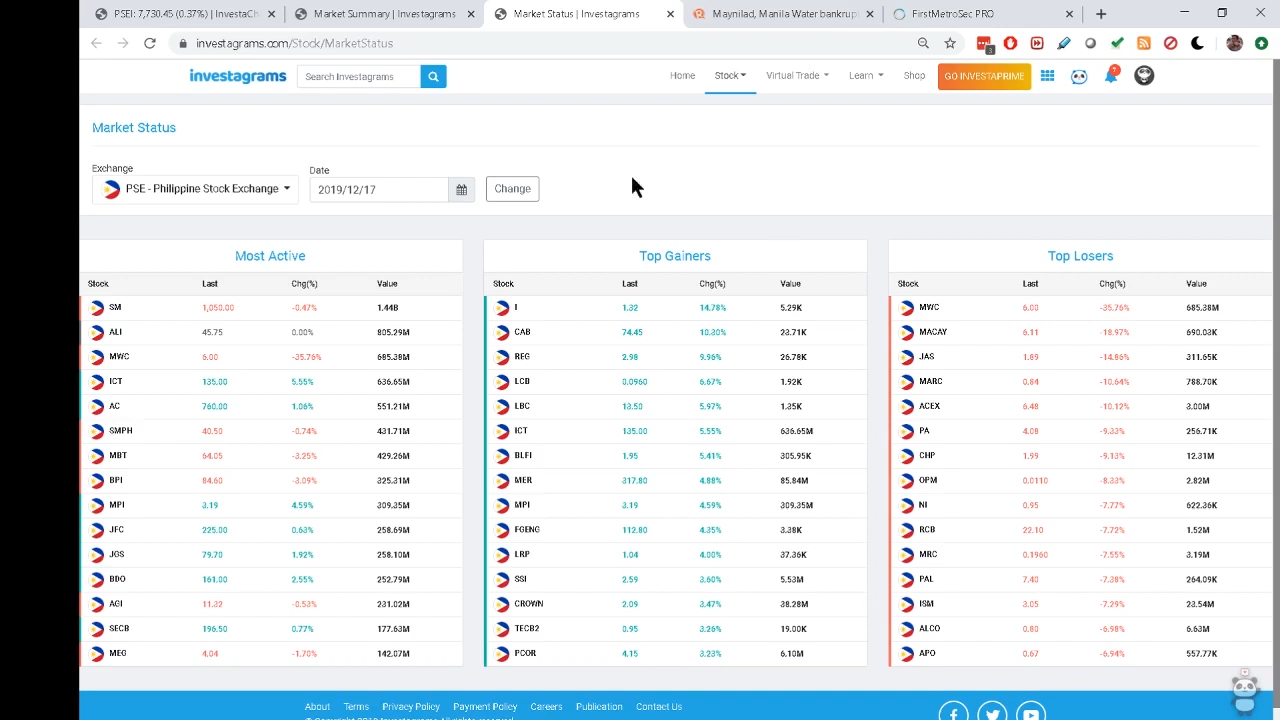 PSEI: 7,730.45 (0.37%) | InvestaCh
Market Summary | Investagrams
Market Status | Investagrams
Maynilad, Manila Water bankrupt
FirstMetroSec PRO
investagrams.com/Stock/MarketStatus
3
investagrams
Search Investagrams
Home
Stock
Virtual Trade
Learn
Shop
GO INVESTAPRIME
7
Market Status
Exchange
Date
PSE - Philippine Stock Exchange
2019/12/17
Change
Most Active
Stock Last Chg(%) Value
SM 1,050.00 -0.47% 1.44B
ALI 45.75 0.00% 805.29M
MWC 6.00 -35.76% 685.38M
ICT 135.00 5.55% 636.65M
AC 760.00 1.06% 551.21M
SMPH 40.50 -0.74% 431.71M
MBT 64.05 -3.25% 429.26M
BPI 84.60 -3.09% 325.31M
MPI 3.19 4.59% 309.35M
JFC 225.00 0.63% 258.69M
JGS 79.70 1.92% 258.10M
BDO 161.00 2.55% 252.79M
AGI 11.32 -0.53% 231.02M
SECB 196.50 0.77% 177.63M
MEG 4.04 -1.70% 142.07M
Top Gainers
Stock Last Chg(%) Value
I 1.32 14.78% 5.29K
CAB 74.45 10.30% 23.71K
REG 2.98 9.96% 26.78K
LCB 0.0960 6.67% 1.92K
LBC 13.50 5.97% 1.35K
ICT 135.00 5.55% 636.65M
BLFI 1.95 5.41% 305.95K
MER 317.80 4.88% 85.84M
MPI 3.19 4.59% 309.35M
FGENG 112.80 4.35% 3.38K
LRP 1.04 4.00% 37.36K
SSI 2.59 3.60% 5.53M
CROWN 2.09 3.47% 38.28M
TECB2 0.95 3.26% 19.00K
PCOR 4.15 3.23% 6.10M
Top Losers
Stock Last Chg(%) Value
MWC 6.00 -35.76% 685.38M
MACAY 6.11 -18.97% 690.03K
JAS 1.89 -14.86% 311.65K
MARC 0.84 -10.64% 788.70K
ACEX 6.48 -10.12% 3.00M
PA 4.08 -9.33% 256.71K
CHP 1.99 -9.13% 12.31M
OPM 0.0110 -8.33% 2.82M
NI 0.95 -7.77% 622.36K
RCB 22.10 -7.72% 1.52M
MRC 0.1960 -7.55% 3.19M
PAL 7.40 -7.38% 264.09K
ISM 3.05 -7.29% 23.54M
ALCO 0.80 -6.98% 6.63M
APO 0.67 -6.94% 557.77K
About Terms Privacy Policy Payment Policy Careers Publication Contact Us